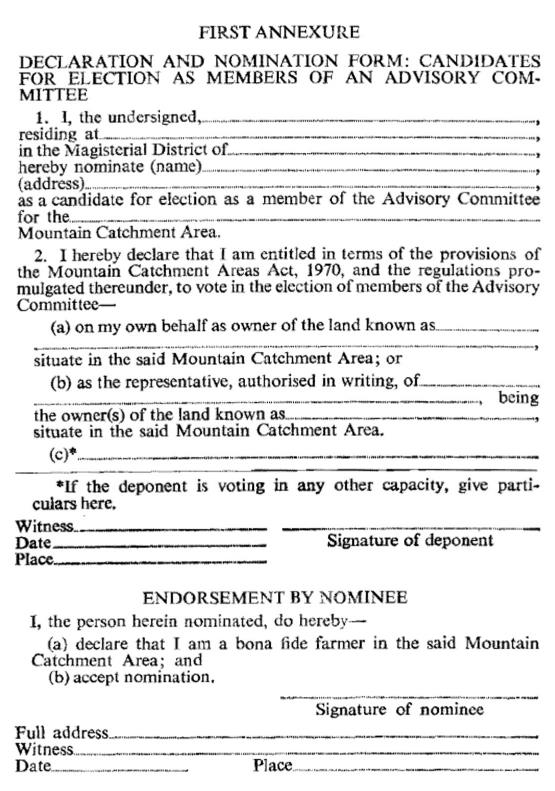 FIRST ANNEXURE
DECLARATION AND NOMINATION FORM: CANDIDATES
FOR ELECTION AS MEMBERS OF AN ADVISORY COM-
MITTEE
1. I, the undersigned,..............................,
residing at..............................,
in the Magisterial District of..............................,
hereby nominate (name)..............................,
(address)..............................,
as a candidate for election as a member of the Advisory Committee
for the..............................
Mountain Catchment Area.
2. I hereby declare that I am entitled in terms of the provisions of
the Mountain Catchment Areas Act, 1970, and the regulations pro-
mulgated thereunder, to vote in the election of members of the Advisory
Committee—
(a) on my own behalf as owner of the land known as....................
..............................,
situate in the said Mountain Catchment Area; or
(b) as the representative, authorised in writing, of....................
.............................., being
the owner(s) of the land known as..............................,
situate in the said Mountain Catchment Area.
(c)*..............................
*If the deponent is voting in any other capacity, give parti-
culars here.
Witness..............................
Date.............................. Signature of deponent
Place..............................
ENDORSEMENT BY NOMINEE
I, the person herein nominated, do hereby—
(a) declare that I am a bona fide farmer in the said Mountain
Catchment Area; and
(b) accept nomination.
Signature of nominee
Full address..............................
Witness..............................
Date.............................. Place..............................